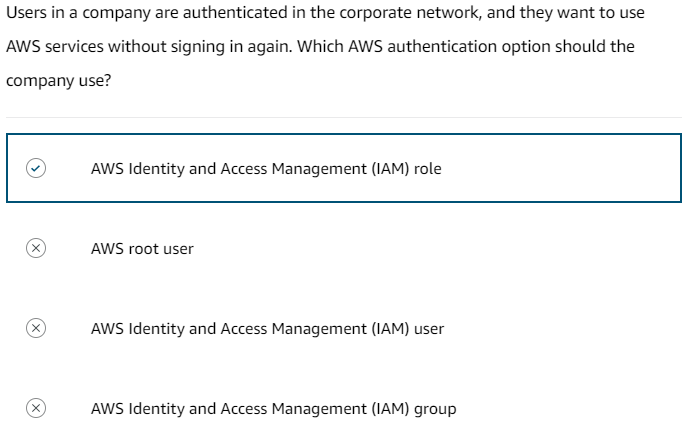 Users in a company are authenticated in the corporate network, and they want to use
AWS services without signing in again. Which AWS authentication option should the
company use?
AWS Identity and Access Management (IAM) role
AWS root user
AWS Identity and Access Management (IAM) user
AWS Identity and Access Management (IAM) group